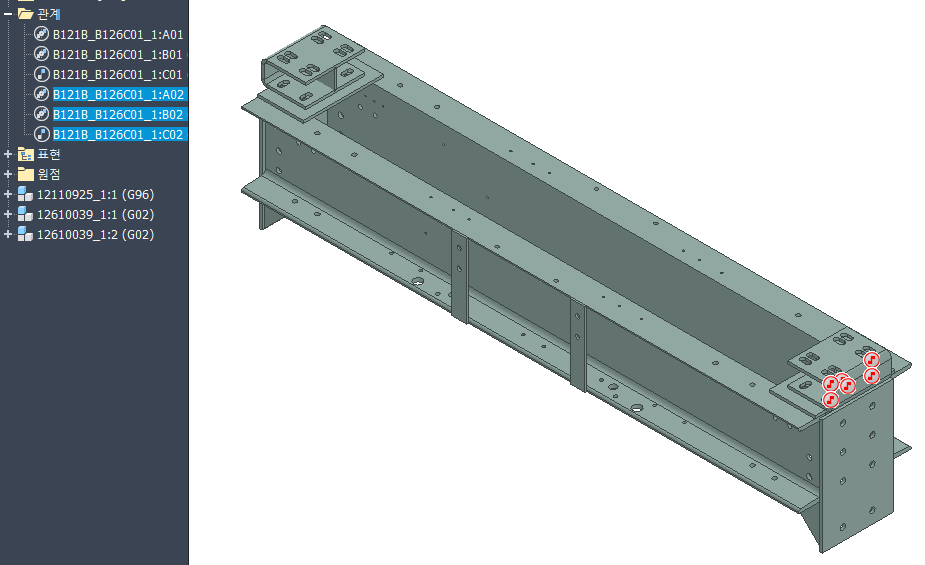 관계
B121B_B126C01_1:A01
B121B_B126C01_1:B01
B121B_B126C01_1:C01
B121B_B126C01_1:A02
B121B_B126C01_1:B02
B121B_B126C01_1:C02
표현
원점
12110925_1:1 (G96)
12610039_1:1 (G02)
12610039_1:2 (G02)